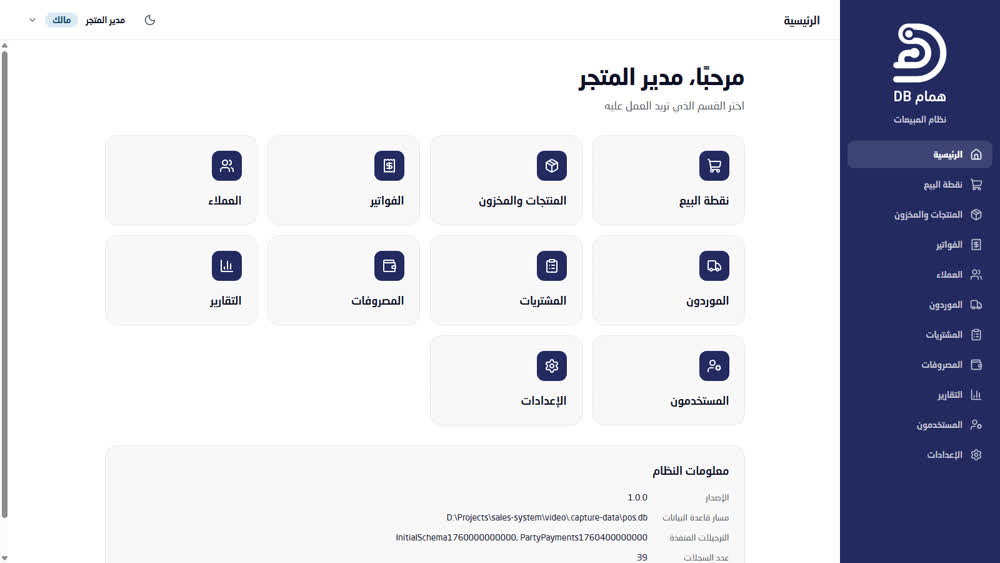 همام DB
نظام المبيعات
الرئيسية
نقطة البيع
المنتجات والمخزون
الفواتير
العملاء
الموردون
المشتريات
المصروفات
التقارير
المستخدمون
الإعدادات
الرئيسية
مدير المتجر
مالك
مرحبًا، مدير المتجر
اختر القسم الذي تريد العمل عليه
نقطة البيع
المنتجات والمخزون
الفواتير
العملاء
الموردون
المشتريات
المصروفات
التقارير
المستخدمون
الإعدادات
معلومات النظام
الإصدار 1.0.0
مسار قاعدة البيانات D:\Projects\sales-system\video\.capture-data\pos.db
الترحيلات المنفذة InitialSchema1760000000000, PartyPayments1760400000000
عدد السجلات 39